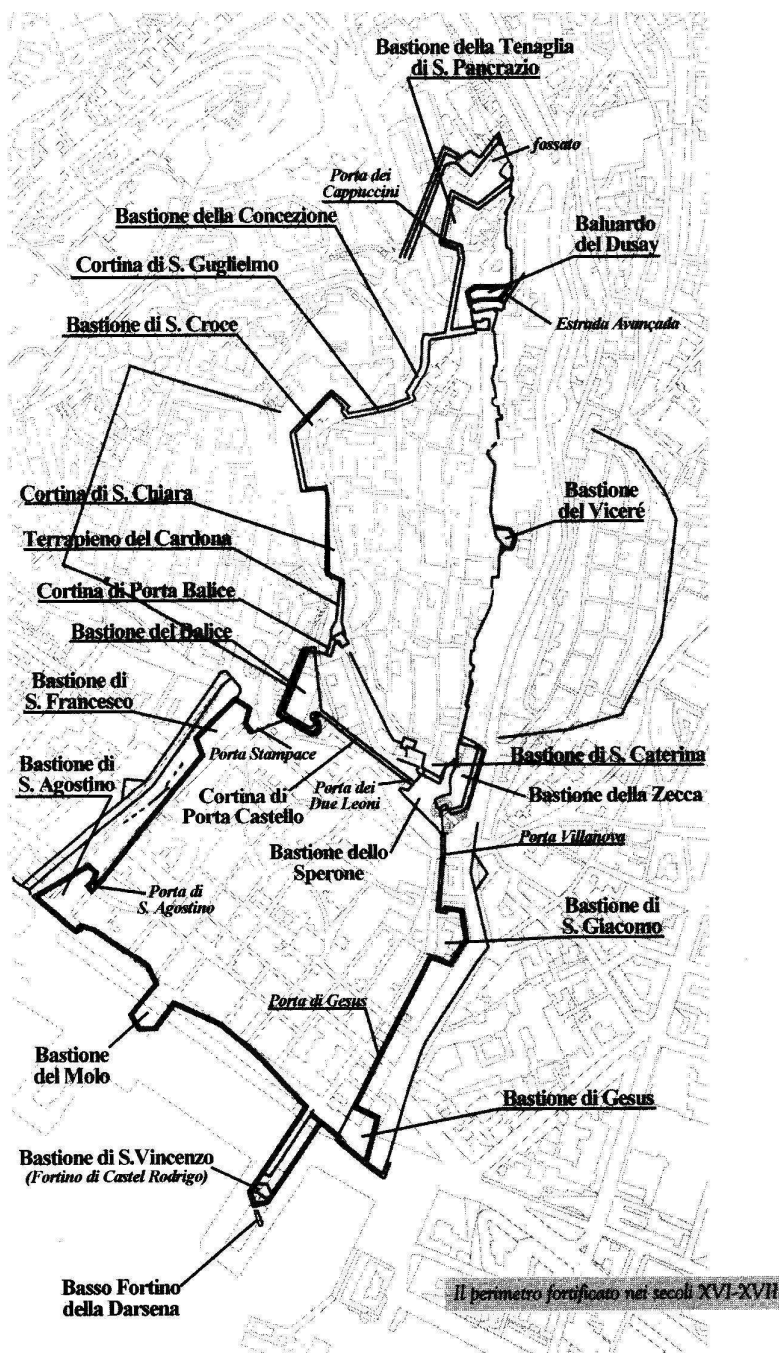 Bastione della Tenaglia
di S. Pancrazio
fossato
Porta dei
Cappuccini
Bastione della Concezione
Baluardo
del Dusay
Cortina di S. Guglielmo
Estrada Avançada
Bastione di S. Croce
Cortina di S. Chiara
Bastione
del Viceré
Terrapieno del Cardona
Cortina di Porta Balice
Bastione del Balice
Bastione di
S. Francesco
Porta Stampace
Bastione di S. Caterina
Bastione di
S. Agostino
Porta dei
Due Leoni
Cortina di
Porta Castello
Bastione della Zecca
Bastione dello
Sperone
Porta Villanova
Porta di
S. Agostino
Bastione di
S. Giacomo
Porta di Gesus
Bastione
del Molo
Bastione di Gesus
Bastione di S.Vincenzo
(Fortino di Castel Rodrigo)
Basso Fortino
della Darsena
Il perimetro fortificato nei secoli XVI-XVII